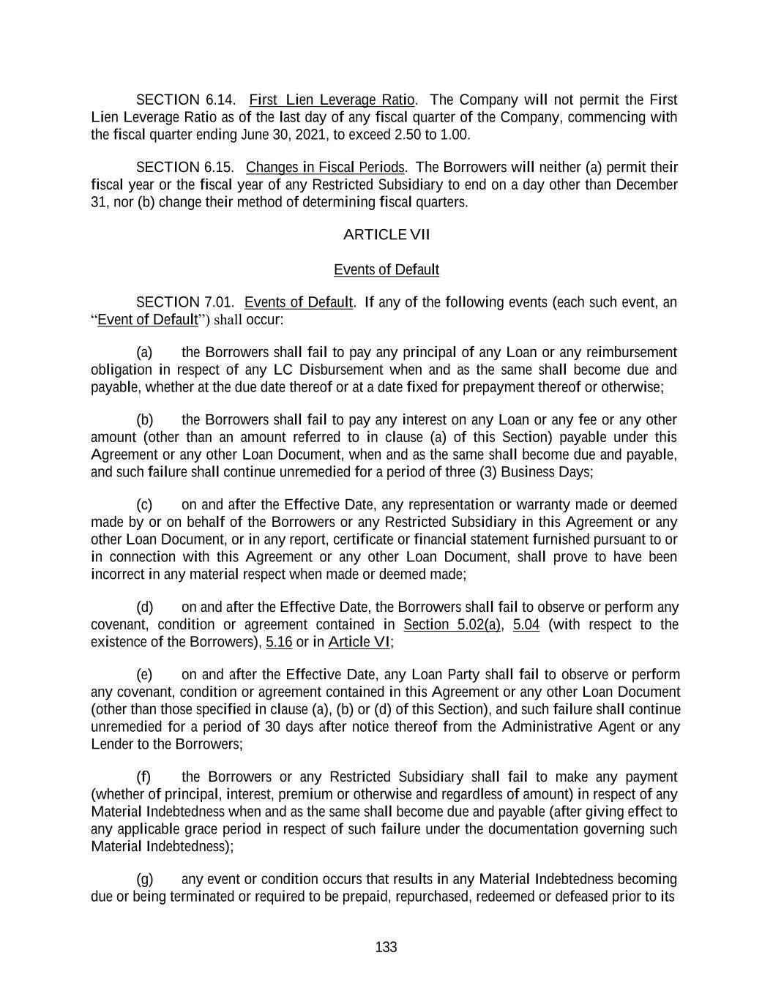 SECTION 6.14. First Lien Leverage Ratio. The Company will not permit the First
Lien Leverage Ratio as of the last day of any fiscal quarter of the Company, commencing with
the fiscal quarter ending June 30, 2021, to exceed 2.50 to 1.00.
SECTION 6.15. Changes in Fiscal Periods. The Borrowers will neither (a) permit their
fiscal year or the fiscal year of any Restricted Subsidiary to end on a day other than December
31, nor (b) change their method of determining fiscal quarters.
ARTICLE VII
Events of Default
SECTION 7.01. Events of Default. If any of the following events (each such event, an
“Event of Default”) shall occur:
(a) the Borrowers shall fail to pay any principal of any Loan or any reimbursement
obligation in respect of any LC Disbursement when and as the same shall become due and
payable, whether at the due date thereof or at a date fixed for prepayment thereof or otherwise;
(b) the Borrowers shall fail to pay any interest on any Loan or any fee or any other
amount (other than an amount referred to in clause (a) of this Section) payable under this
Agreement or any other Loan Document, when and as the same shall become due and payable,
and such failure shall continue unremedied for a period of three (3) Business Days;
(c) on and after the Effective Date, any representation or warranty made or deemed
made by or on behalf of the Borrowers or any Restricted Subsidiary in this Agreement or any
other Loan Document, or in any report, certificate or financial statement furnished pursuant to or
in connection with this Agreement or any other Loan Document, shall prove to have been
incorrect in any material respect when made or deemed made;
(d) on and after the Effective Date, the Borrowers shall fail to observe or perform any
covenant, condition or agreement contained in Section 5.02(a), 5.04 (with respect to the
existence of the Borrowers), 5.16 or in Article VI;
(e) on and after the Effective Date, any Loan Party shall fail to observe or perform
any covenant, condition or agreement contained in this Agreement or any other Loan Document
(other than those specified in clause (a), (b) or (d) of this Section), and such failure shall continue
unremedied for a period of 30 days after notice thereof from the Administrative Agent or any
Lender to the Borrowers;
(f) the Borrowers or any Restricted Subsidiary shall fail to make any payment
(whether of principal, interest, premium or otherwise and regardless of amount) in respect of any
Material Indebtedness when and as the same shall become due and payable (after giving effect to
any applicable grace period in respect of such failure under the documentation governing such
Material Indebtedness);
(g) any event or condition occurs that results in any Material Indebtedness becoming
due or being terminated or required to be prepaid, repurchased, redeemed or defeased prior to its
133